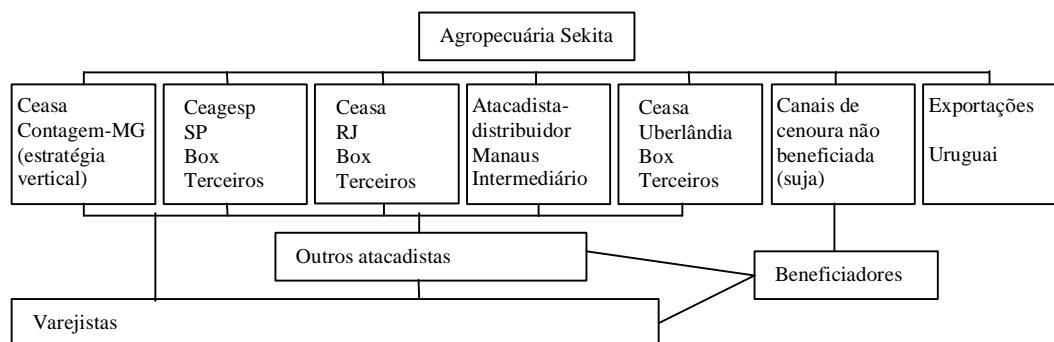 Agropecuária Sekita
Ceasa
Contagem-MG
(estratégia
vertical)
Ceagesp
SP
Box
Terceiros
Ceasa
RJ
Box
Terceiros
Atacadista-
distribuidor
Manaus
Intermediário
Ceasa
Uberlândia
Box
Terceiros
Canais de
cenoura não
beneficiada
(suja)
Exportações
Uruguai
Outros atacadistas
Beneficiadores
Varejistas